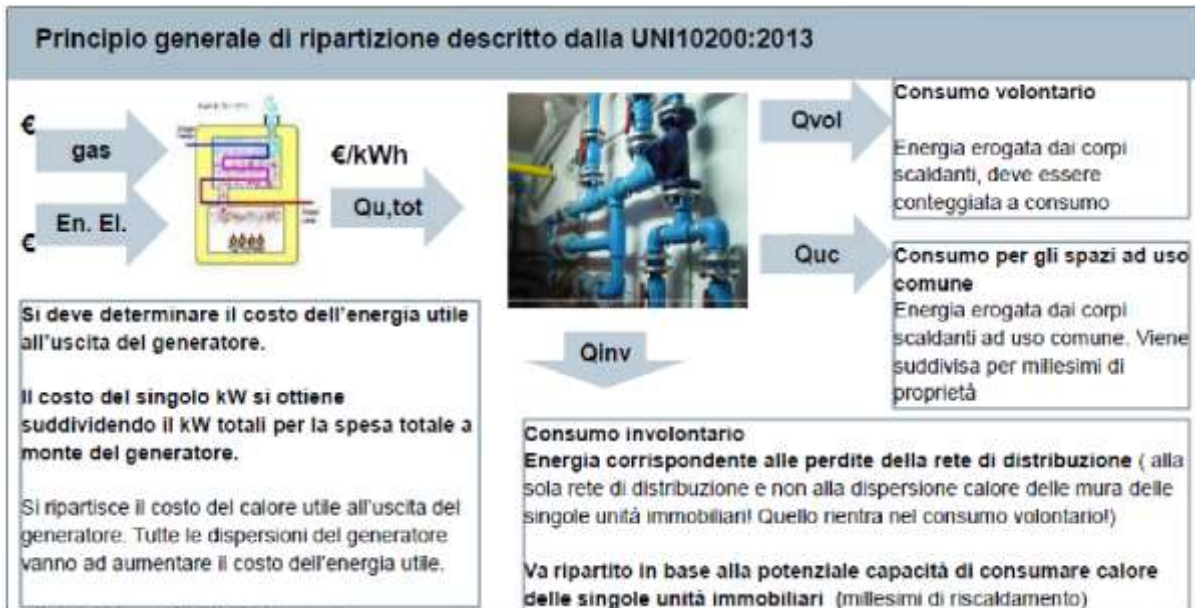 Principio generale di ripartizione descritto dalla UNI10200:2013
€
gas
€
En. El.
€/kWh
Qu,tot
Qvol
Quc
Qinv
Consumo volontario
Energia erogata dai corpi
scaldanti, deve essere
conteggiata a consumo
Consumo per gli spazi ad uso
comune
Energia erogata dai corpi
scaldanti ad uso comune. Viene
suddivisa per millesimi di
proprietà
Si deve determinare il costo dell'energia utile
all'uscita del generatore.
Il costo del singolo kW si ottiene
suddividendo il kW totali per la spesa totale a
monte del generatore.
Si ripartisce il costo del calore utile all'uscita del
generatore. Tutte le dispersioni del generatore
vanno ad aumentare il costo dell'energia utile.
Consumo involontario
Energia corrispondente alle perdite della rete di distribuzione ( alla
sola rete di distribuzione e non alla dispersione calore delle mura delle
singole unità immobiliari! Quello rientra nel consumo volontario!)
Va ripartito in base alla potenziale capacità di consumare calore
delle singole unità immobiliari (millesimi di riscaldamento)